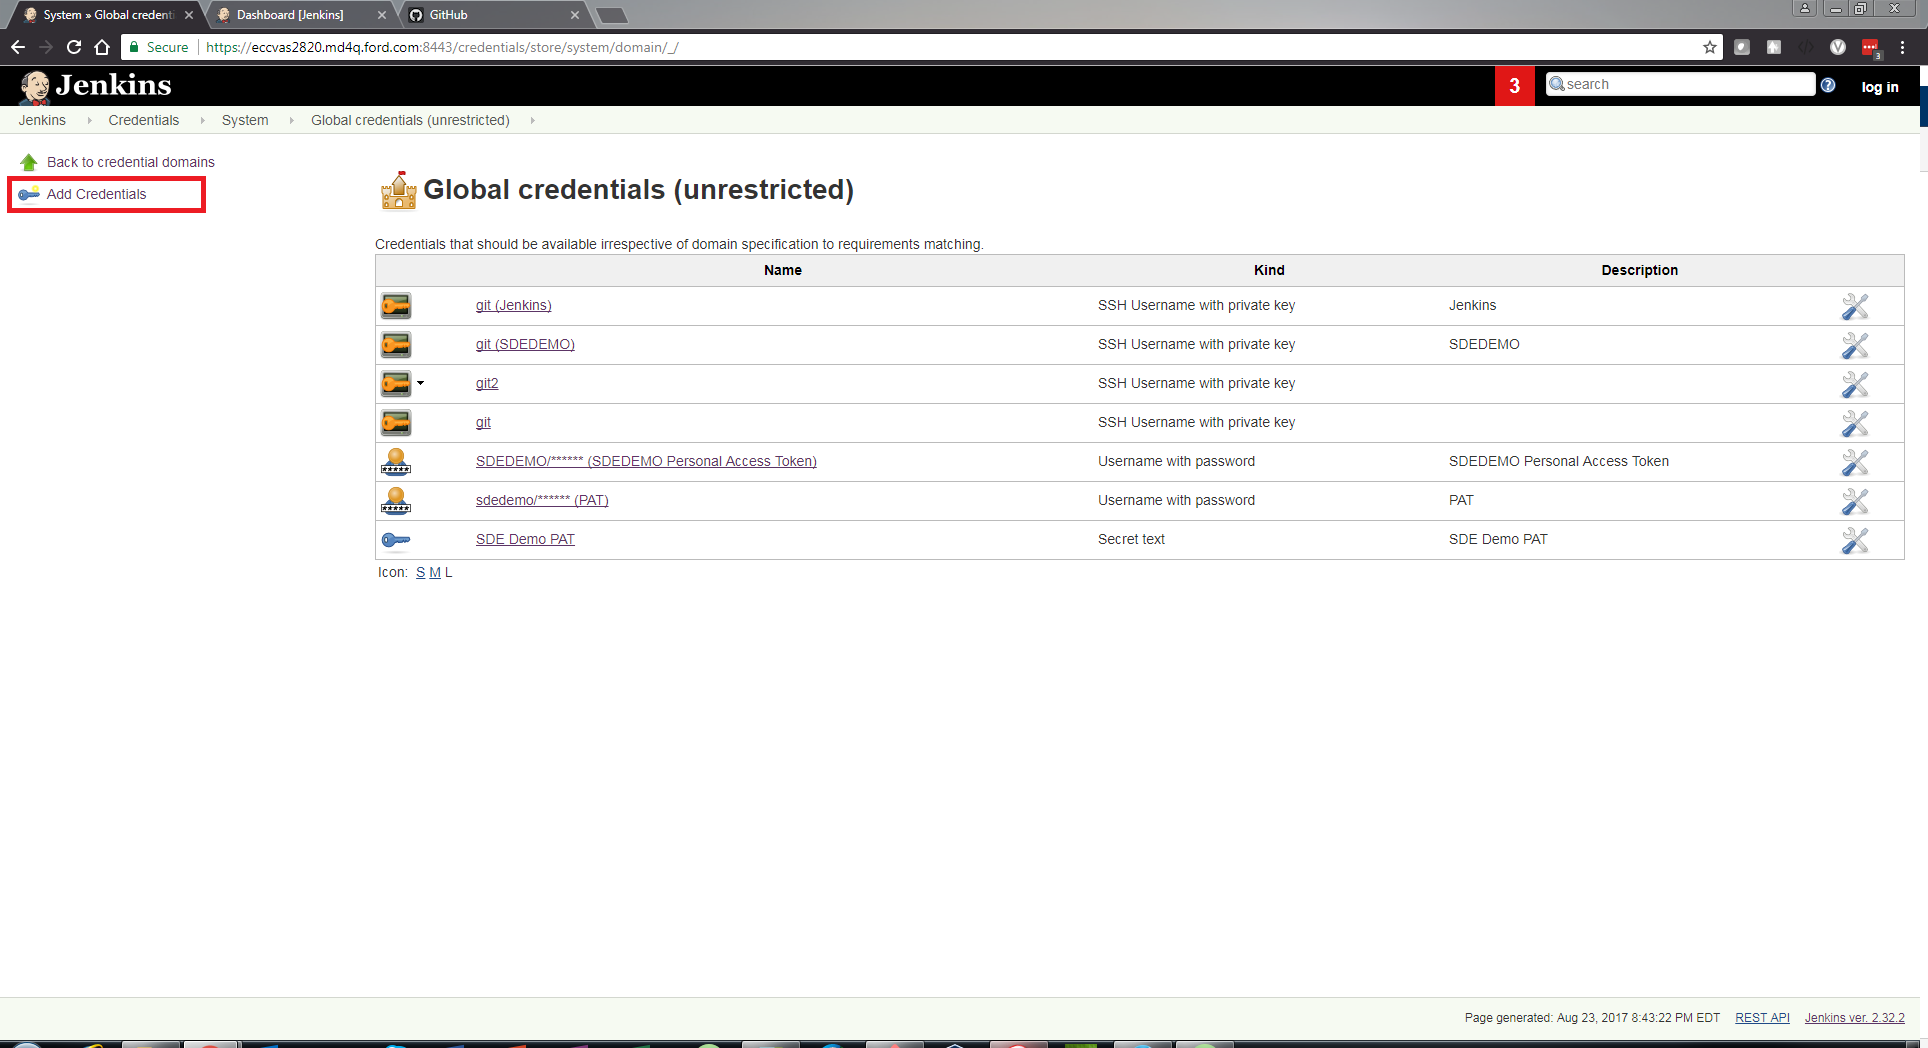 System » Global credenti
Dashboard [Jenkins]
GitHub
Secure https://eccvas2820.md4q.ford.com:8443/credentials/store/system/domain/_/
3
Jenkins
3
search
log in
Jenkins Credentials System Global credentials (unrestricted)
Back to credential domains
Add Credentials
Global credentials (unrestricted)
Credentials that should be available irrespective of domain specification to requirements matching.
Name Kind Description
git (Jenkins) SSH Username with private key Jenkins
git (SDEDEMO) SSH Username with private key SDEDEMO
git2 SSH Username with private key
git SSH Username with private key
SDEDEMO/****** (SDEDEMO Personal Access Token) Username with password SDEDEMO Personal Access Token
sdedemo/****** (PAT) Username with password PAT
SDE Demo PAT Secret text SDE Demo PAT
Icon: S M L
Page generated: Aug 23, 2017 8:43:22 PM EDT REST API Jenkins ver. 2.32.2